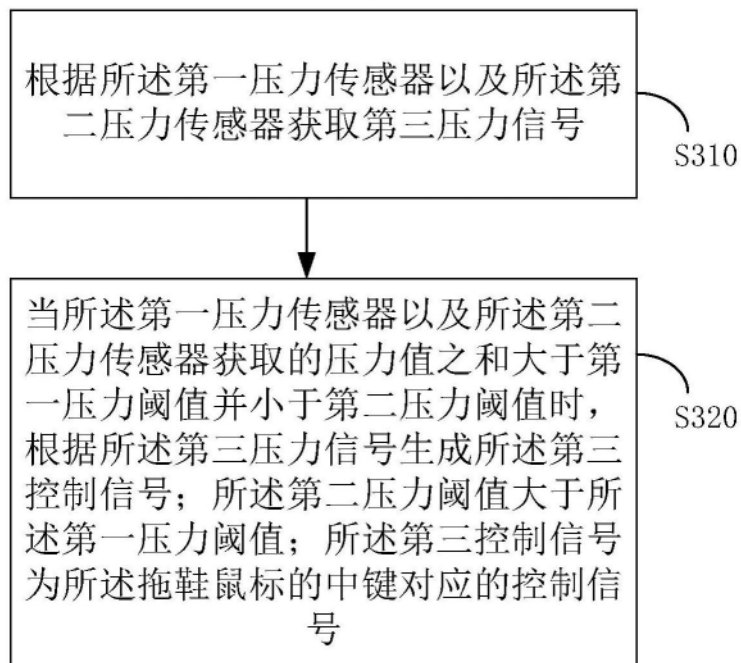 根据所述第一压力传感器以及所述第
二压力传感器获取第三压力信号
S310
当所述第一压力传感器以及所述第二
压力传感器获取的压力值之和大于第
一压力阈值并小于第二压力阈值时，
根据所述第三压力信号生成所述第三
控制信号；所述第二压力阈值大于所
述第一压力阈值；所述第三控制信号
为所述拖鞋鼠标的中键对应的控制信
号
S320